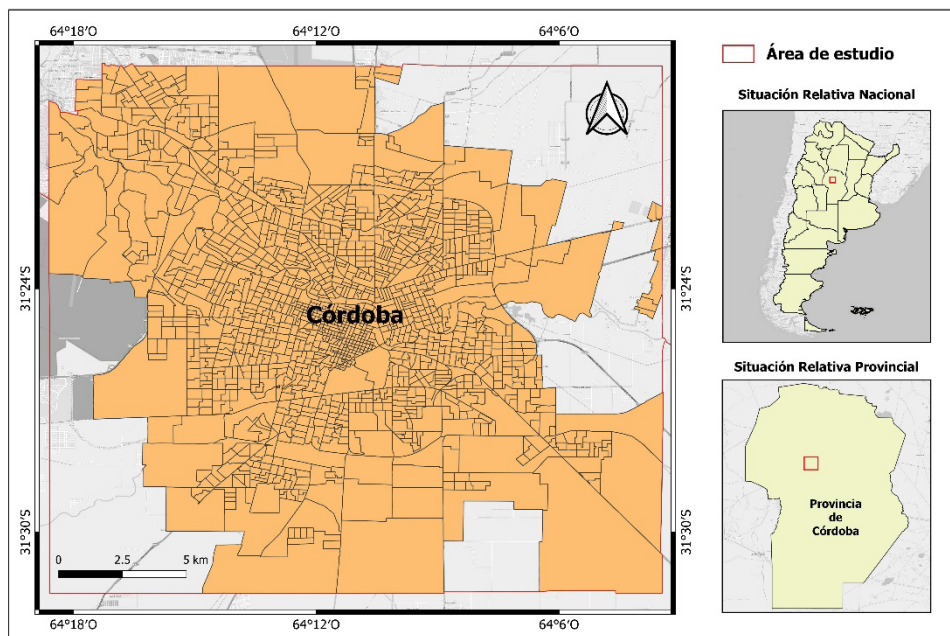 64°18'O 64°12'O 64°6'O
31°24'S
31°24'S
31°30'S
31°30'S
Córdoba
0 2.5 5 km
64°18'O 64°12'O 64°6'O
Área de estudio
Situación Relativa Nacional
Situación Relativa Provincial
Provincia
de
Córdoba